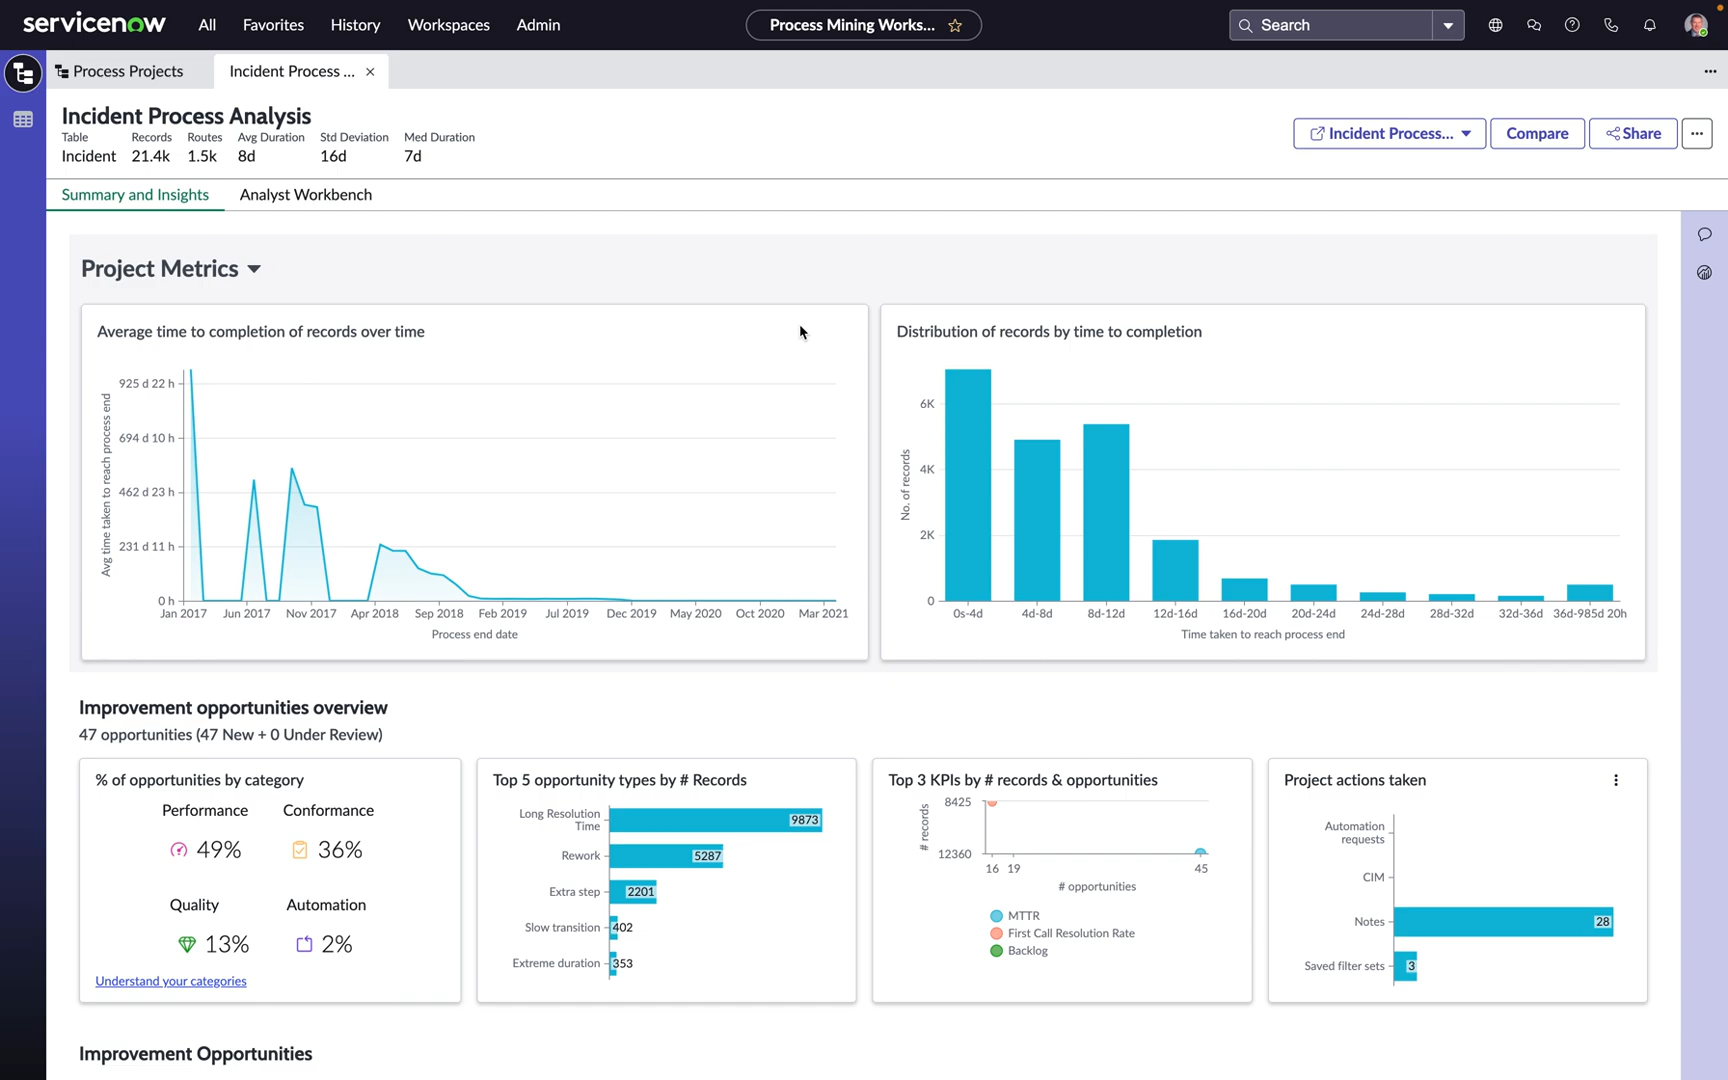 servicenow All Favorites History Workspaces Admin Process Mining Works... Search
Process Projects Incident Process ...
Incident Process Analysis
Table Records Routes Avg Duration Std Deviation Med Duration
Incident 21.4k 1.5k 8d 16d 7d
Incident Process... Compare Share
Summary and Insights Analyst Workbench
Project Metrics
Average time to completion of records over time
Avg time taken to reach process end
925 d 22 h
694 d 10 h
462 d 23 h
231 d 11 h
0 h
Jan 2017 Jun 2017 Nov 2017 Apr 2018 Sep 2018 Feb 2019 Jul 2019 Dec 2019 May 2020 Oct 2020 Mar 2021
Process end date
Distribution of records by time to completion
No. of records
6K
4K
2K
0
0s-4d 4d-8d 8d-12d 12d-16d 16d-20d 20d-24d 24d-28d 28d-32d 32d-36d 36d-985d 20h
Time taken to reach process end
Improvement opportunities overview
47 opportunities (47 New + 0 Under Review)
% of opportunities by category
Performance Conformance
49% 36%
Quality Automation
13% 2%
Understand your categories
Top 5 opportunity types by # Records
Long Resolution
Time 9873
Rework 5287
Extra step 2201
Slow transition 402
Extreme duration 353
Top 3 KPIs by # records & opportunities
# records
8425
12360
16 19 45
# opportunities
MTTR
First Call Resolution Rate
Backlog
Project actions taken
Automation
requests
CIM
Notes 28
Saved filter sets 3
Improvement Opportunities